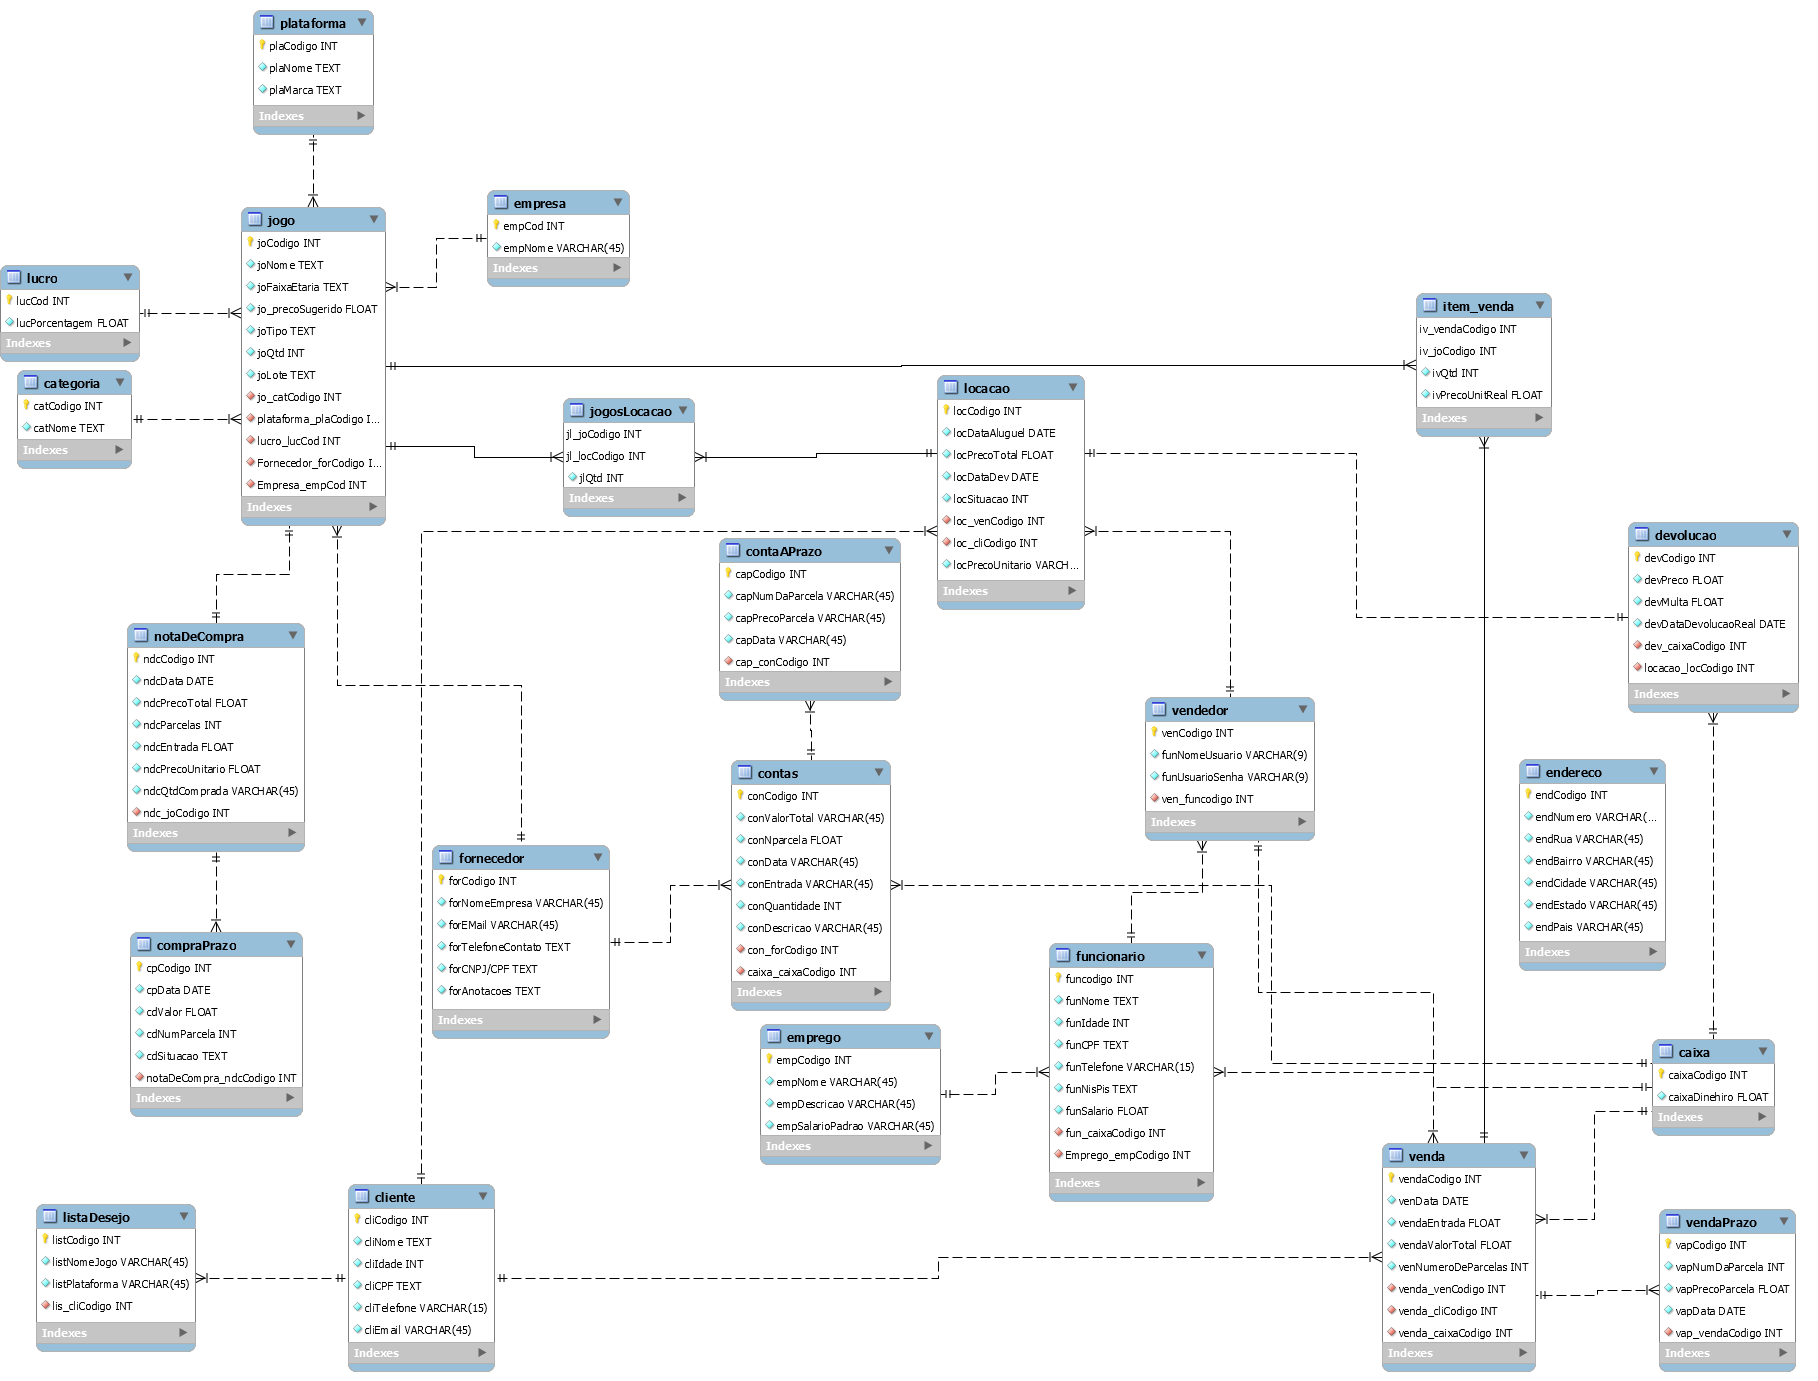 plataforma
plaCodigo INT
plaNome TEXT
plaMarca TEXT
Indexes
jogo
joCodigo INT
joNome TEXT
joFaixaEtaria TEXT
jo_precoSugerido FLOAT
joTipo TEXT
joQtd INT
joLote TEXT
jo_catCodigo INT
plataforma_plaCodigo I...
lucro_lucCod INT
Fornecedor_forCodigo I...
Empresa_empCod INT
Indexes
empresa
empCod INT
empNome VARCHAR(45)
Indexes
lucro
lucCod INT
lucPorcentagem FLOAT
Indexes
categoria
catCodigo INT
catNome TEXT
Indexes
jogosLocacao
jl_joCodigo INT
jl_locCodigo INT
jlQtd INT
Indexes
locacao
locCodigo INT
locDataAluguel DATE
locPrecoTotal FLOAT
locDataDev DATE
locSituacao INT
loc_venCodigo INT
loc_cliCodigo INT
locPrecoUnitario VARCH...
Indexes
item_venda
iv_vendaCodigo INT
iv_joCodigo INT
ivQtd INT
ivPrecoUnitReal FLOAT
Indexes
devolucao
devCodigo INT
devPreco FLOAT
devMulta FLOAT
devDataDevolucaoReal DATE
dev_caixaCodigo INT
locacao_locCodigo INT
Indexes
contaAPrazo
capCodigo INT
capNumDaParcela VARCHAR(45)
capPrecoParcela VARCHAR(45)
capData VARCHAR(45)
cap_conCodigo INT
Indexes
notaDeCompra
ndcCodigo INT
ndcData DATE
ndcPrecoTotal FLOAT
ndcParcelas INT
ndcEntrada FLOAT
ndcPrecoUnitario FLOAT
ndcQtdComprada VARCHAR(45)
ndc_joCodigo INT
Indexes
vendedor
venCodigo INT
funNomeUsuario VARCHAR(9)
funUsuarioSenha VARCHAR(9)
ven_funcodigo INT
Indexes
contas
conCodigo INT
conValorTotal VARCHAR(45)
conNparcela FLOAT
conData VARCHAR(45)
conEntrada VARCHAR(45)
conQuantidade INT
conDescricao VARCHAR(45)
con_forCodigo INT
caixa_caixaCodigo INT
Indexes
endereco
endCodigo INT
endNumero VARCHAR(...
endRua VARCHAR(45)
endBairro VARCHAR(45)
endCidade VARCHAR(45)
endEstado VARCHAR(45)
endPais VARCHAR(45)
Indexes
fornecedor
forCodigo INT
forNomeEmpresa VARCHAR(45)
forEMail VARCHAR(45)
forTelefoneContato TEXT
forCNPJ/CPF TEXT
forAnotacoes TEXT
Indexes
compraPrazo
cpCodigo INT
cpData DATE
cdValor FLOAT
cdNumParcela INT
cdSituacao TEXT
notaDeCompra_ndcCodigo INT
Indexes
funcionario
funcodigo INT
funNome TEXT
funIdade INT
funCPF TEXT
funTelefone VARCHAR(15)
funNisPis TEXT
funSalario FLOAT
fun_caixaCodigo INT
Emprego_empCodigo INT
Indexes
emprego
empCodigo INT
empNome VARCHAR(45)
empDescricao VARCHAR(45)
empSalarioPadrao VARCHAR(45)
Indexes
caixa
caixaCodigo INT
caixaDinehiro FLOAT
Indexes
venda
vendaCodigo INT
venData DATE
vendaEntrada FLOAT
vendaValorTotal FLOAT
venNumeroDeParcelas INT
venda_venCodigo INT
venda_cliCodigo INT
venda_caixaCodigo INT
Indexes
cliente
cliCodigo INT
cliNome TEXT
cliIdade INT
cliCPF TEXT
cliTelefone VARCHAR(15)
cliEmail VARCHAR(45)
Indexes
listaDesejo
listCodigo INT
listNomeJogo VARCHAR(45)
listPlataforma VARCHAR(45)
lis_cliCodigo INT
Indexes
vendaPrazo
vapCodigo INT
vapNumDaParcela INT
vapPrecoParcela FLOAT
vapData DATE
vap_vendaCodigo INT
Indexes